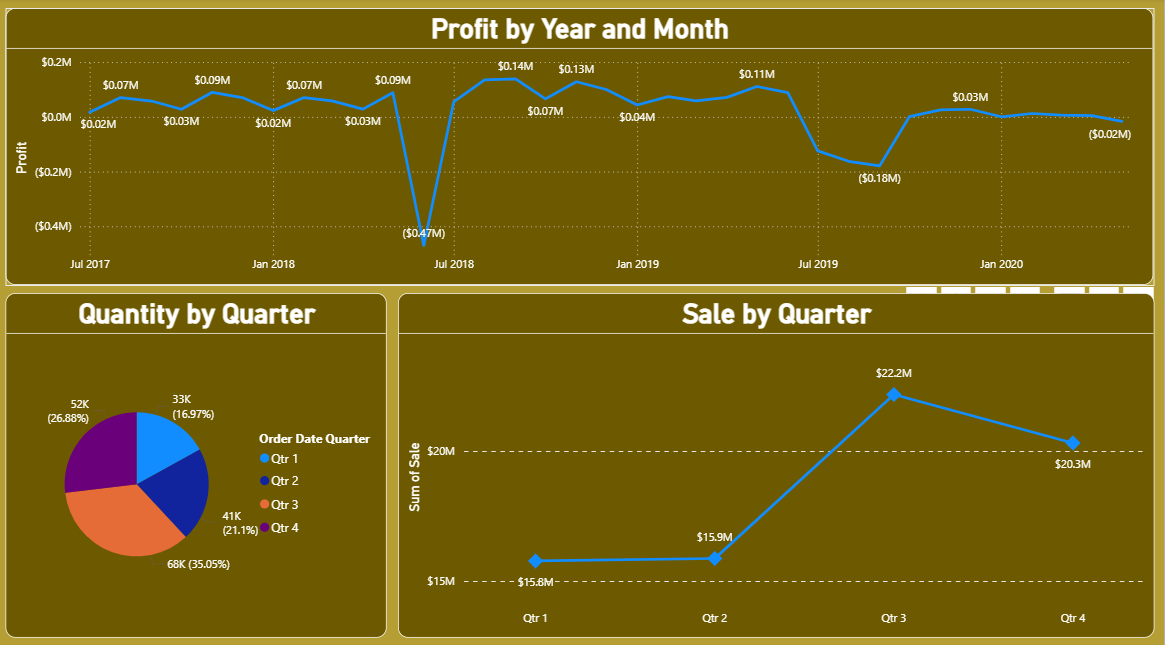 Profit by Year and Month
Profit
$0.2M
$0.0M
($0.2M)
($0.4M)
$0.02M
$0.07M
$0.03M
$0.09M
$0.02M
$0.07M
$0.03M
$0.09M
($0.47M)
$0.14M
$0.07M
$0.13M
$0.04M
$0.11M
($0.18M)
$0.03M
($0.02M)
Jul 2017
Jan 2018
Jul 2018
Jan 2019
Jul 2019
Jan 2020
Quantity by Quarter
33K
(16.97%)
41K
(21.1%)
68K (35.05%)
52K
(26.88%)
Order Date Quarter
Qtr 1
Qtr 2
Qtr 3
Qtr 4
Sale by Quarter
Sum of Sale
$20M
$15M
$15.8M
$15.9M
$22.2M
$20.3M
Qtr 1
Qtr 2
Qtr 3
Qtr 4